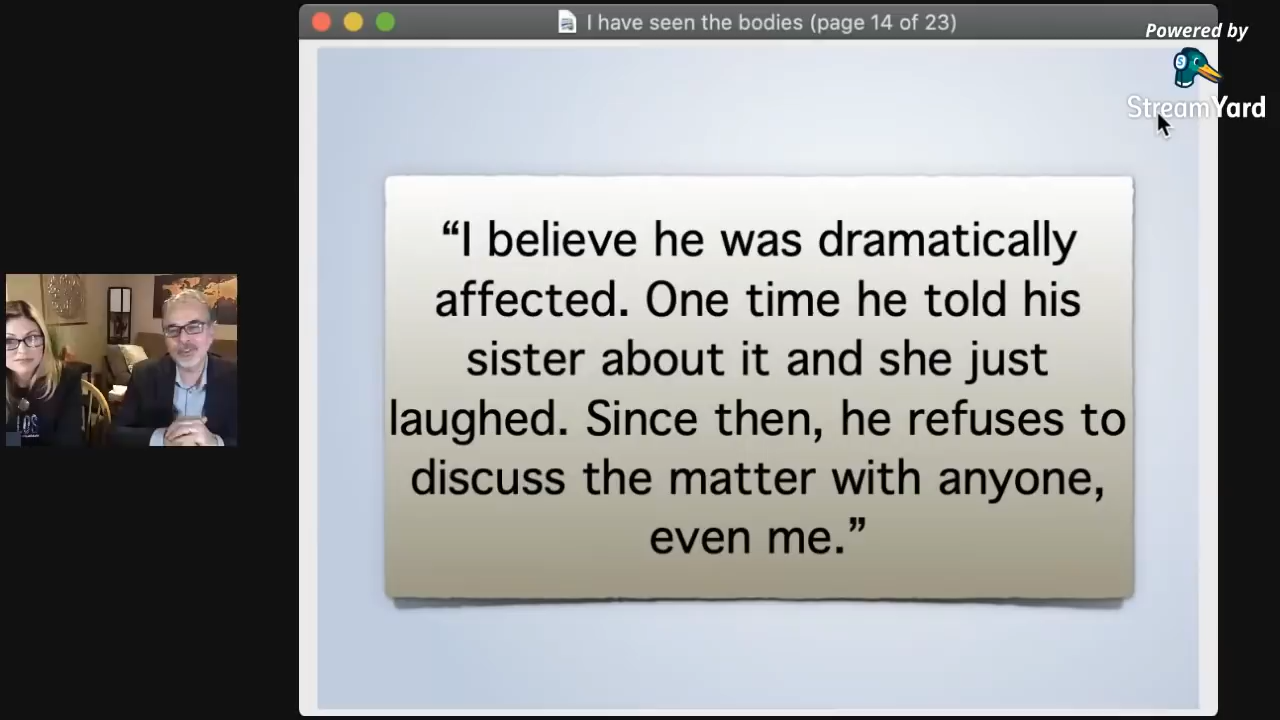 I have seen the bodies (page 14 of 23)
Powered by
StreamYard
“I believe he was dramatically
affected. One time he told his
sister about it and she just
laughed. Since then, he refuses to
discuss the matter with anyone,
even me.”